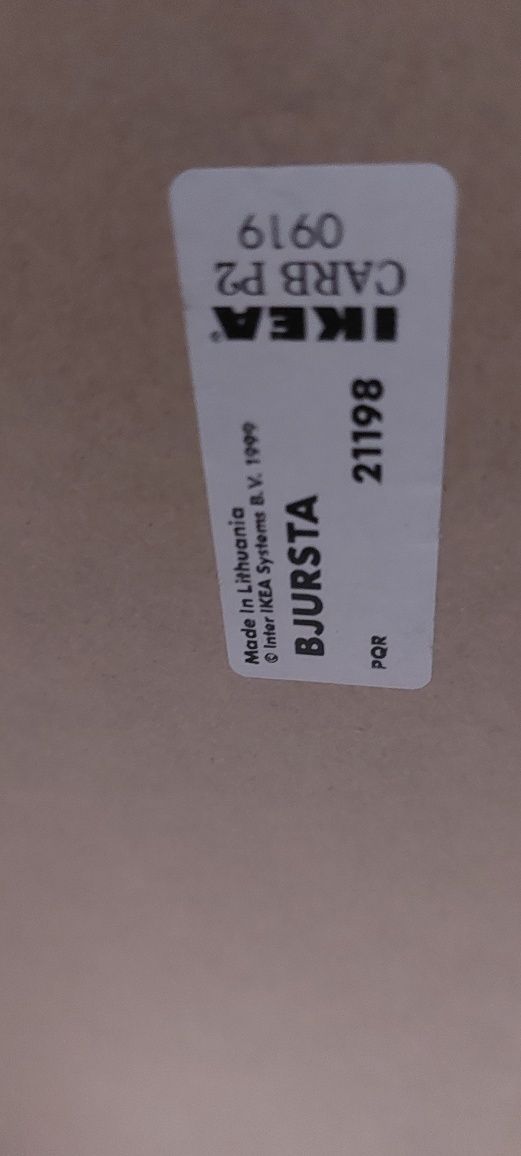 Made In Lithuania
© Inter IKEA Systems B.V. 1999
BJURSTA
21198
PQR
IKEA®
CARB P2
0919